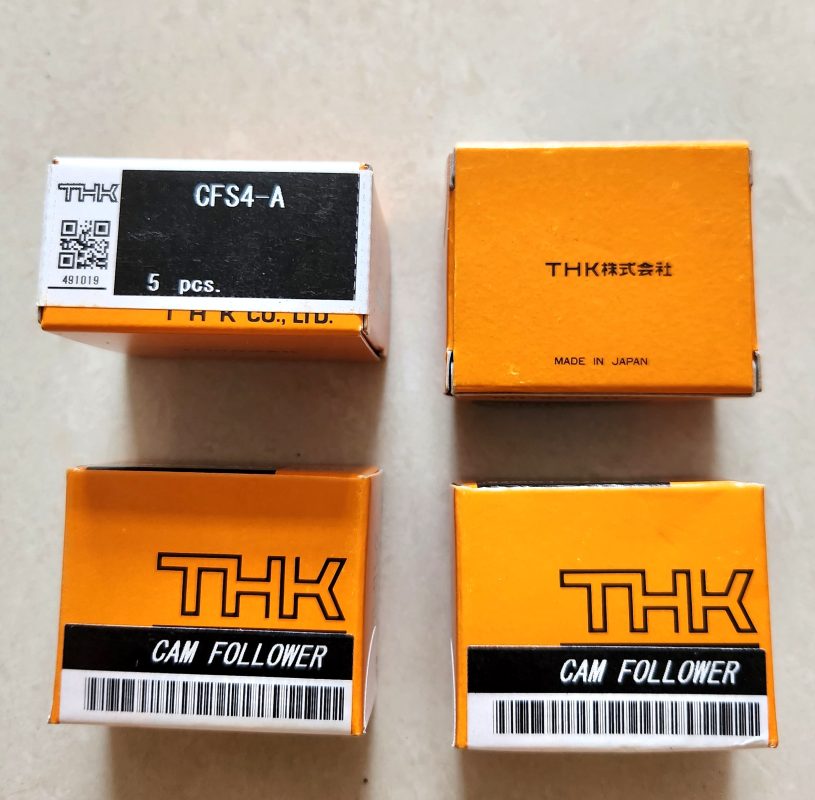 THK
CFS4-A
491019
5 pcs.
THK CO., LTD.
THK株式会社
MADE IN JAPAN
THK
CAM FOLLOWER
THK
CAM FOLLOWER